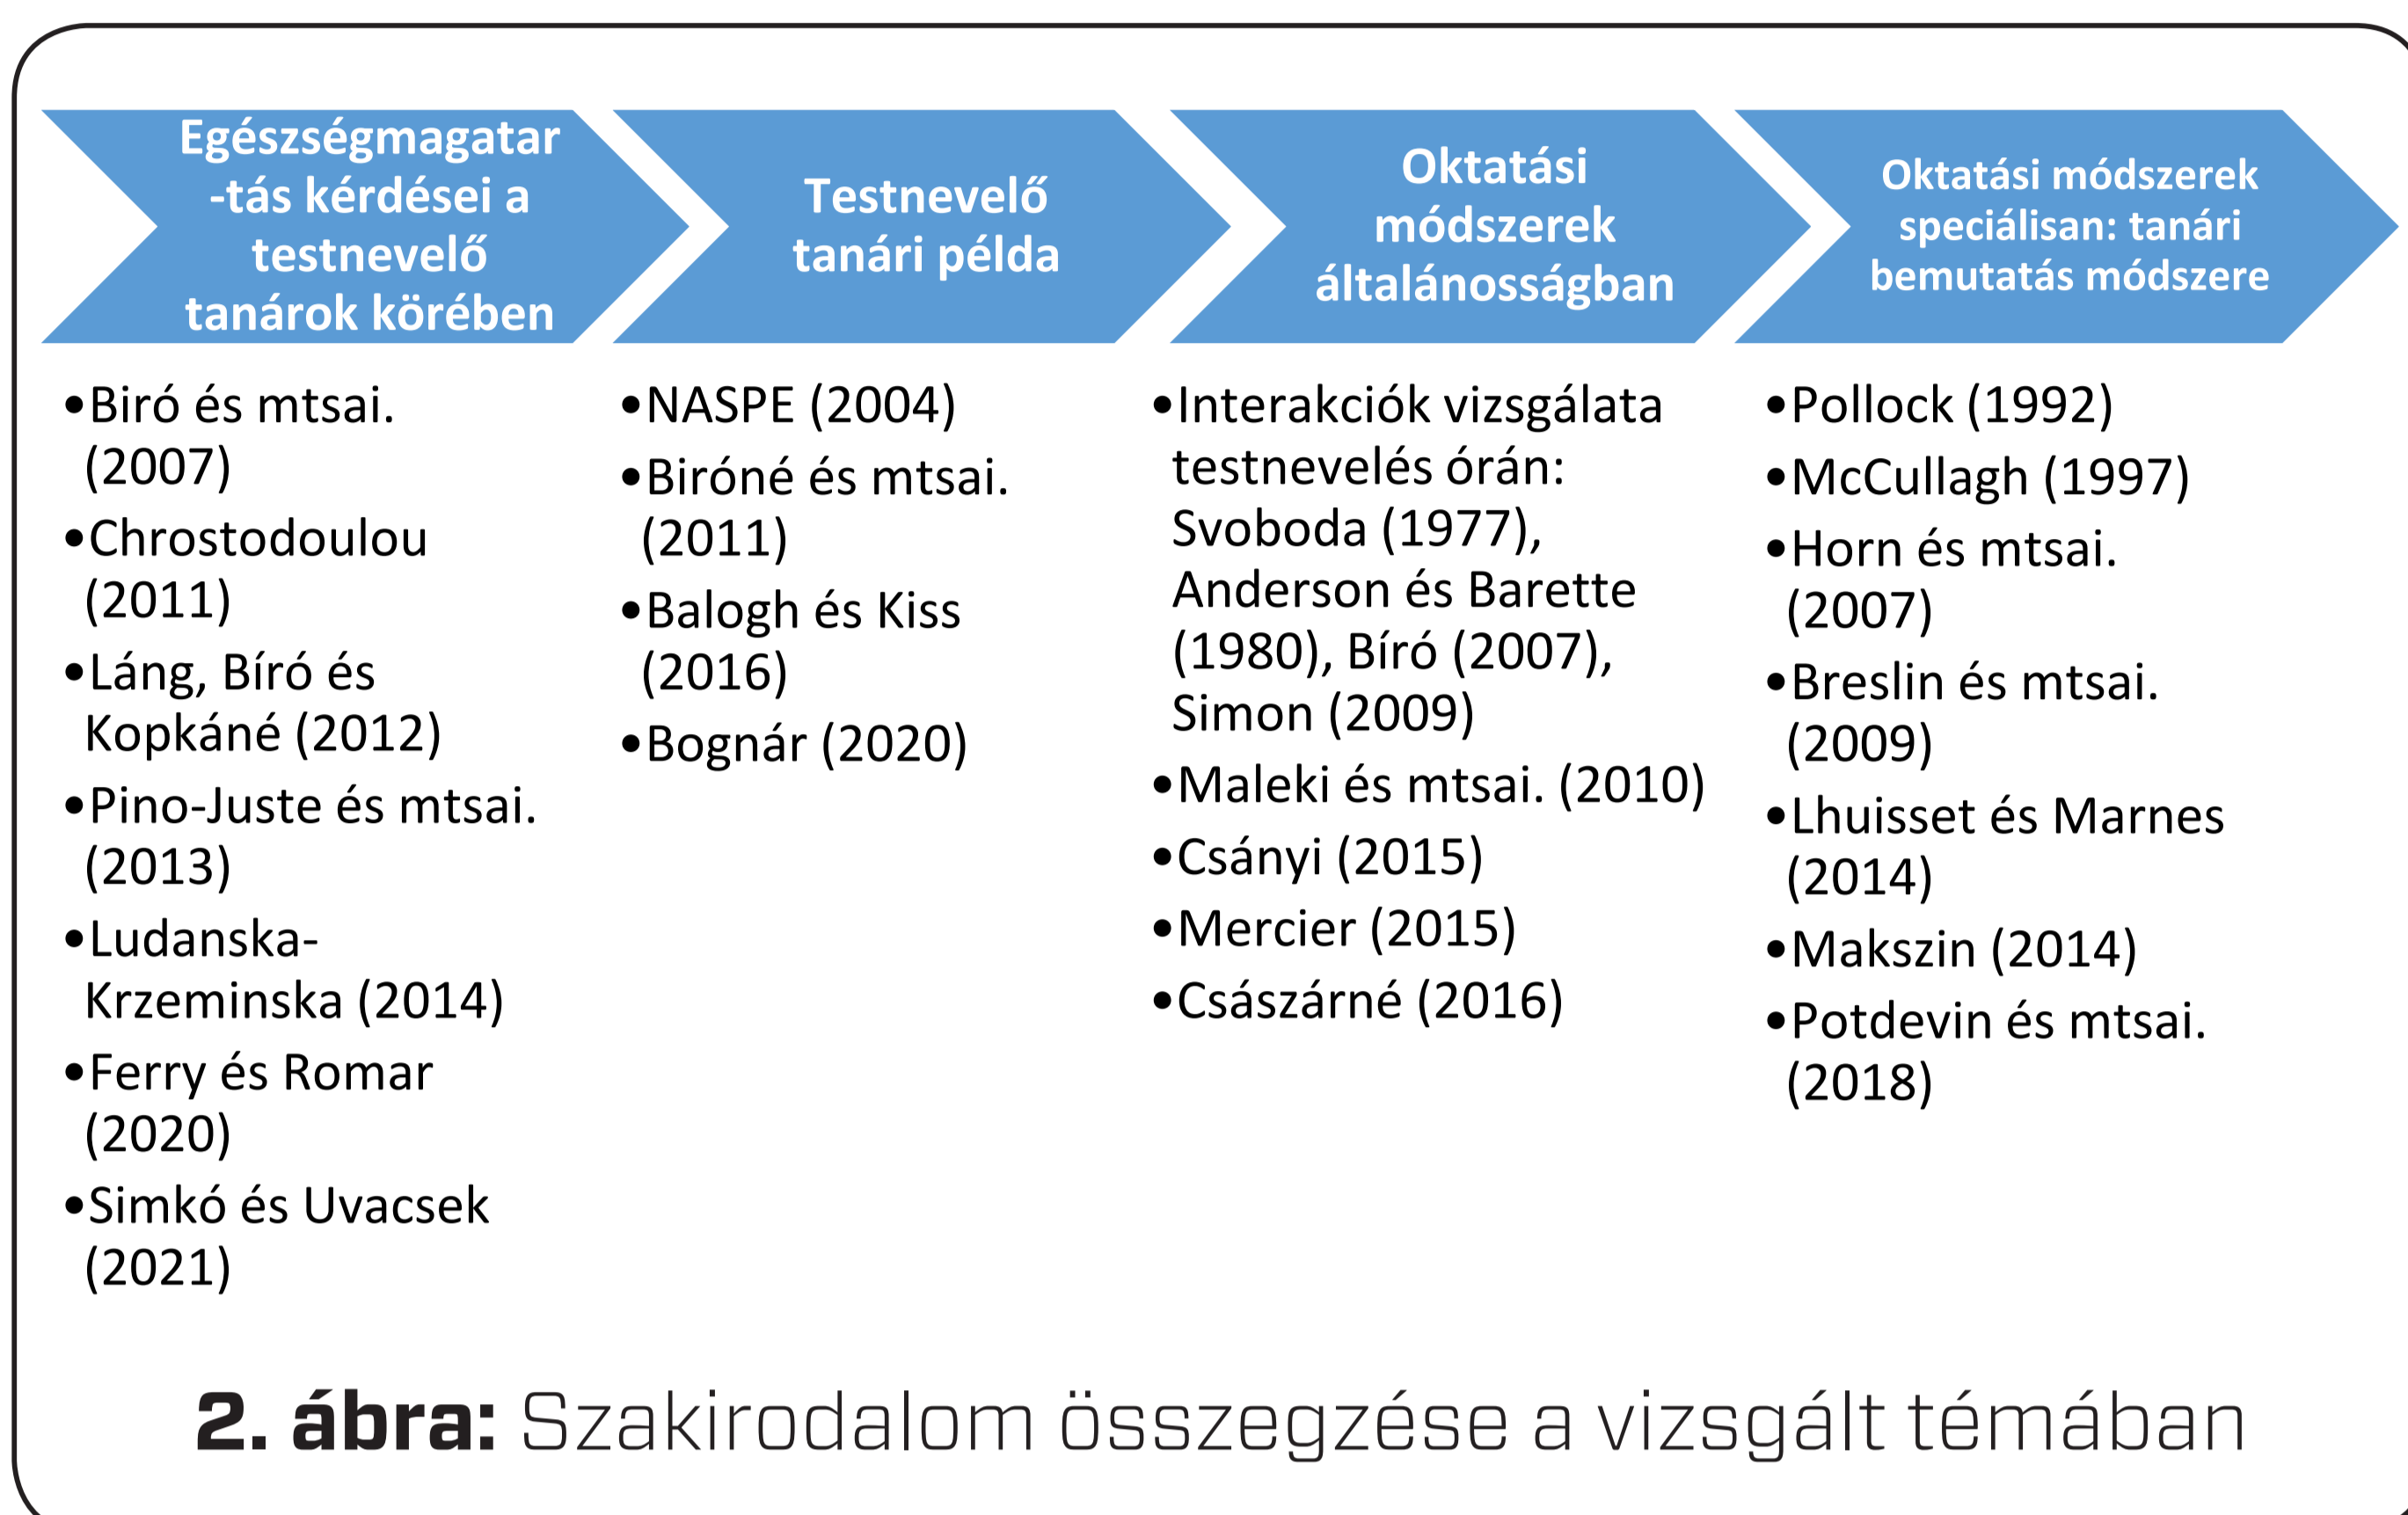 Egészségmagatar
-tás kérdései a
testnevelő
tanárok körében
•Biró és mtsai.
(2007)
•Chrostodoulou
(2011)
•Láng, Bíró és
Kopkáné (2012)
•Pino-Juste és mtsai.
(2013)
•Ludanska-
Krzeminska (2014)
•Ferry és Romar
(2020)
•Simkó és Uvacsek
(2021)
Testnevelő
tanári példa
•NASPE (2004)
•Biróné és mtsai.
(2011)
•Balogh és Kiss
(2016)
•Bognár (2020)
Oktatási
módszerek
általánosságban
•Interakciók vizsgálata
testnevelés órán:
Svoboda (1977),
Anderson és Barette
(1980), Bíró (2007),
Simon (2009)
•Maleki és mtsai. (2010)
•Csányi (2015)
•Mercier (2015)
•Császárné (2016)
Oktatási módszerek
speciálisan: tanári
bemutatás módszere
•Pollock (1992)
•McCullagh (1997)
•Horn és mtsai.
(2007)
•Breslin és mtsai.
(2009)
•Lhuisset és Marnes
(2014)
•Makszin (2014)
•Potdevin és mtsai.
(2018)
2. ábra: Szakirodalom összegzése a vizsgált témában